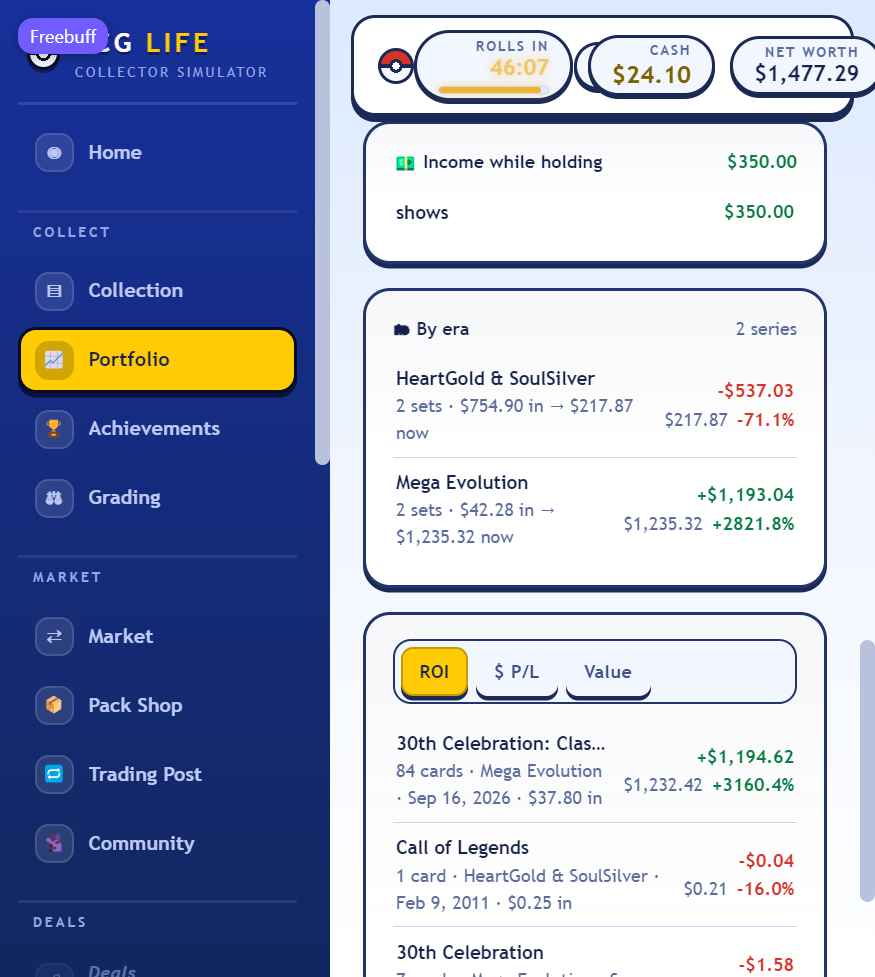 Freebuff
CG LIFE
COLLECTOR SIMULATOR
Home
COLLECT
Collection
Portfolio
Achievements
Grading
MARKET
Market
Pack Shop
Trading Post
Community
DEALS
Deals
ROLLS IN
46:07
CASH
$24.10
NET WORTH
$1,477.29
Income while holding
$350.00
shows
$350.00
By era
2 series
HeartGold & SoulSilver
-$537.03
2 sets · $754.90 in → $217.87
now
$217.87 -71.1%
Mega Evolution
+$1,193.04
2 sets · $42.28 in →
$1,235.32 now
$1,235.32 +2821.8%
ROI
$ P/L
Value
30th Celebration: Clas…
+$1,194.62
84 cards · Mega Evolution
· Sep 16, 2026 · $37.80 in
$1,232.42 +3160.4%
Call of Legends
-$0.04
1 card · HeartGold & SoulSilver ·
Feb 9, 2011 · $0.25 in
$0.21 -16.0%
30th Celebration
-$1.58